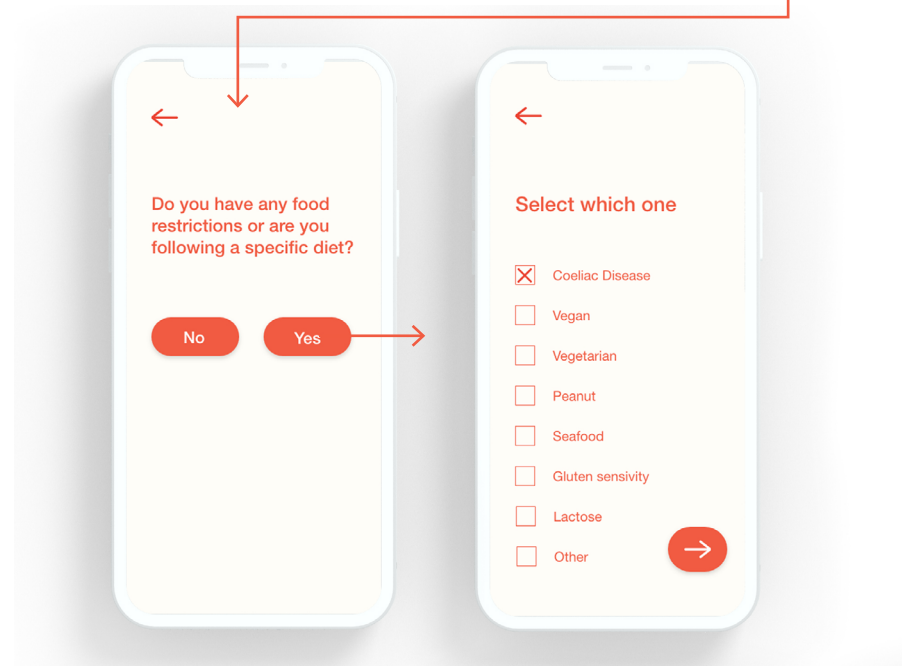 Do you have any food
restrictions or are you
following a specific diet?
No
Yes
Select which one
Coeliac Disease
Vegan
Vegetarian
Peanut
Seafood
Gluten sensivity
Lactose
Other